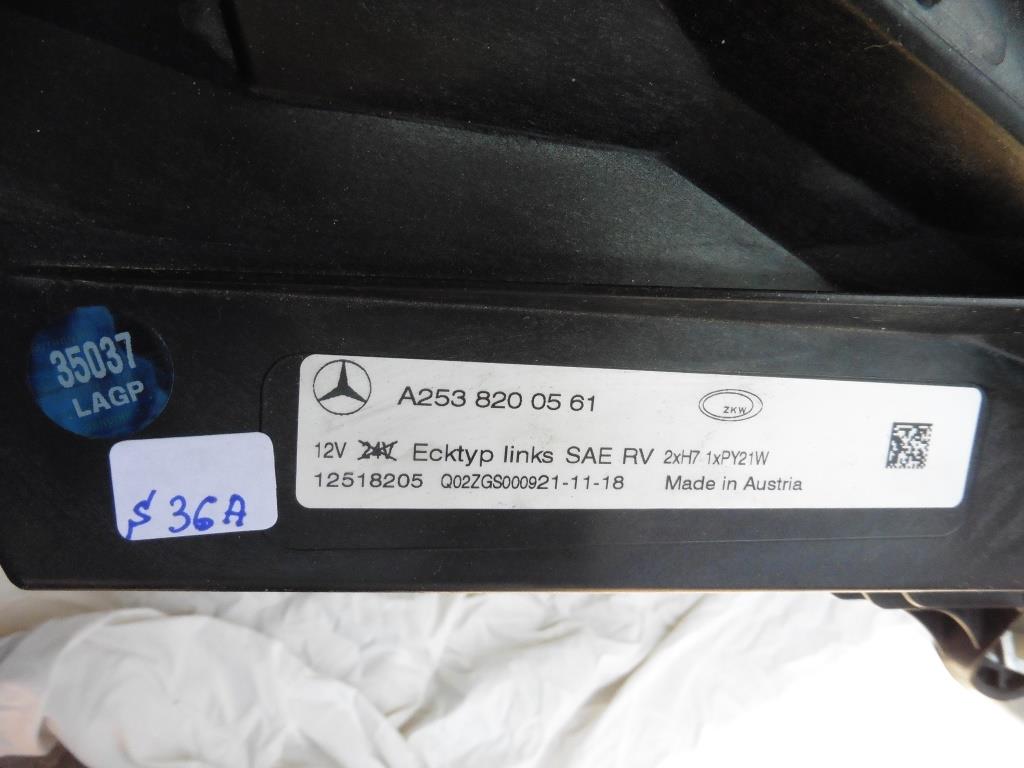 35037
LAGP
S 36A
A253 820 05 61
ZKW
12V 24V Ecktyp links SAE RV 2xH7 1xPY21W
12518205 Q02ZGS000921-11-18 Made in Austria